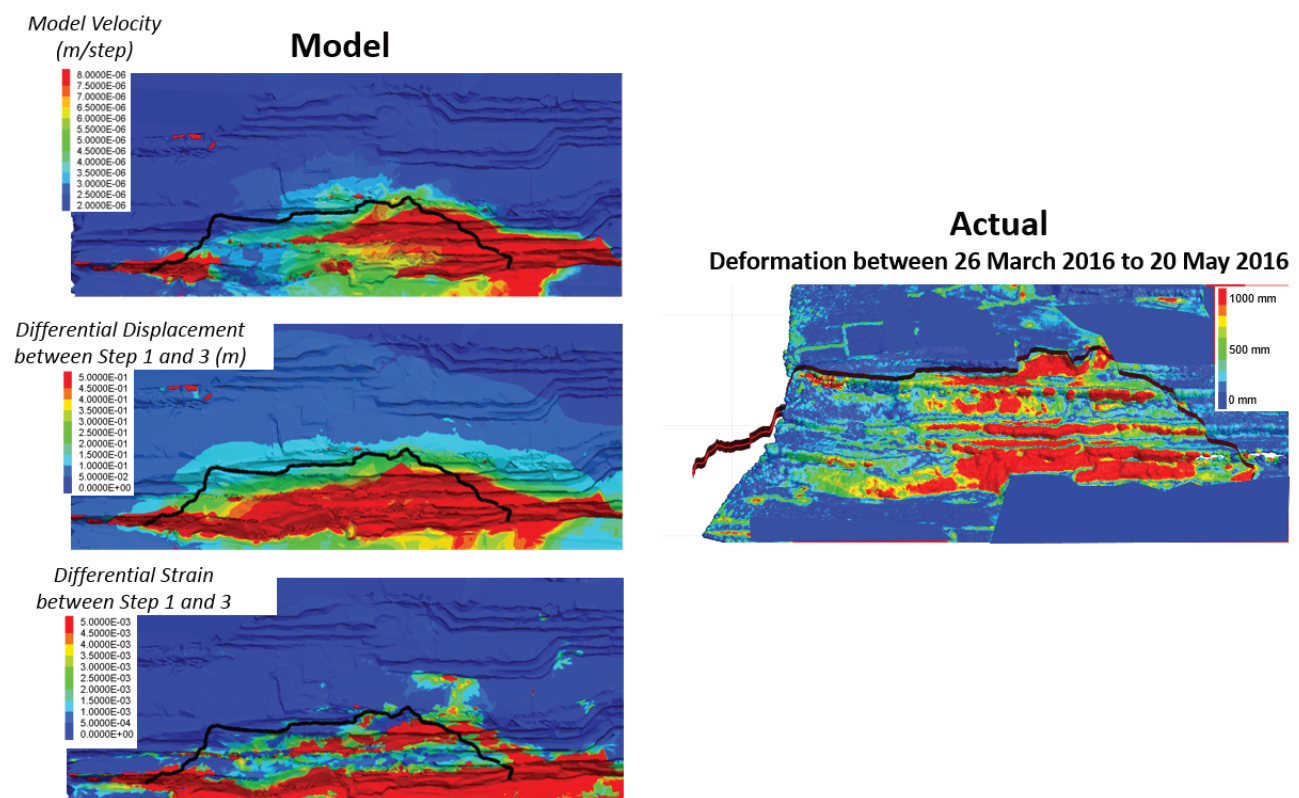 Model Velocity
(m/step)
Model
8.0000E-06
7.5000E-06
7.0000E-06
6.5000E-06
6.0000E-06
5.5000E-06
5.0000E-06
4.5000E-06
4.0000E-06
3.5000E-06
3.0000E-06
2.5000E-06
2.0000E-06
Differential Displacement
between Step 1 and 3 (m)
5.0000E-01
4.5000E-01
4.0000E-01
3.5000E-01
3.0000E-01
2.5000E-01
2.0000E-01
1.5000E-01
1.0000E-01
5.0000E-02
0.0000E+00
Differential Strain
between Step 1 and 3
5.0000E-03
4.5000E-03
4.0000E-03
3.5000E-03
3.0000E-03
2.5000E-03
2.0000E-03
1.5000E-03
1.0000E-03
5.0000E-04
0.0000E+00
Actual
Deformation between 26 March 2016 to 20 May 2016
1000 mm
500 mm
0 mm